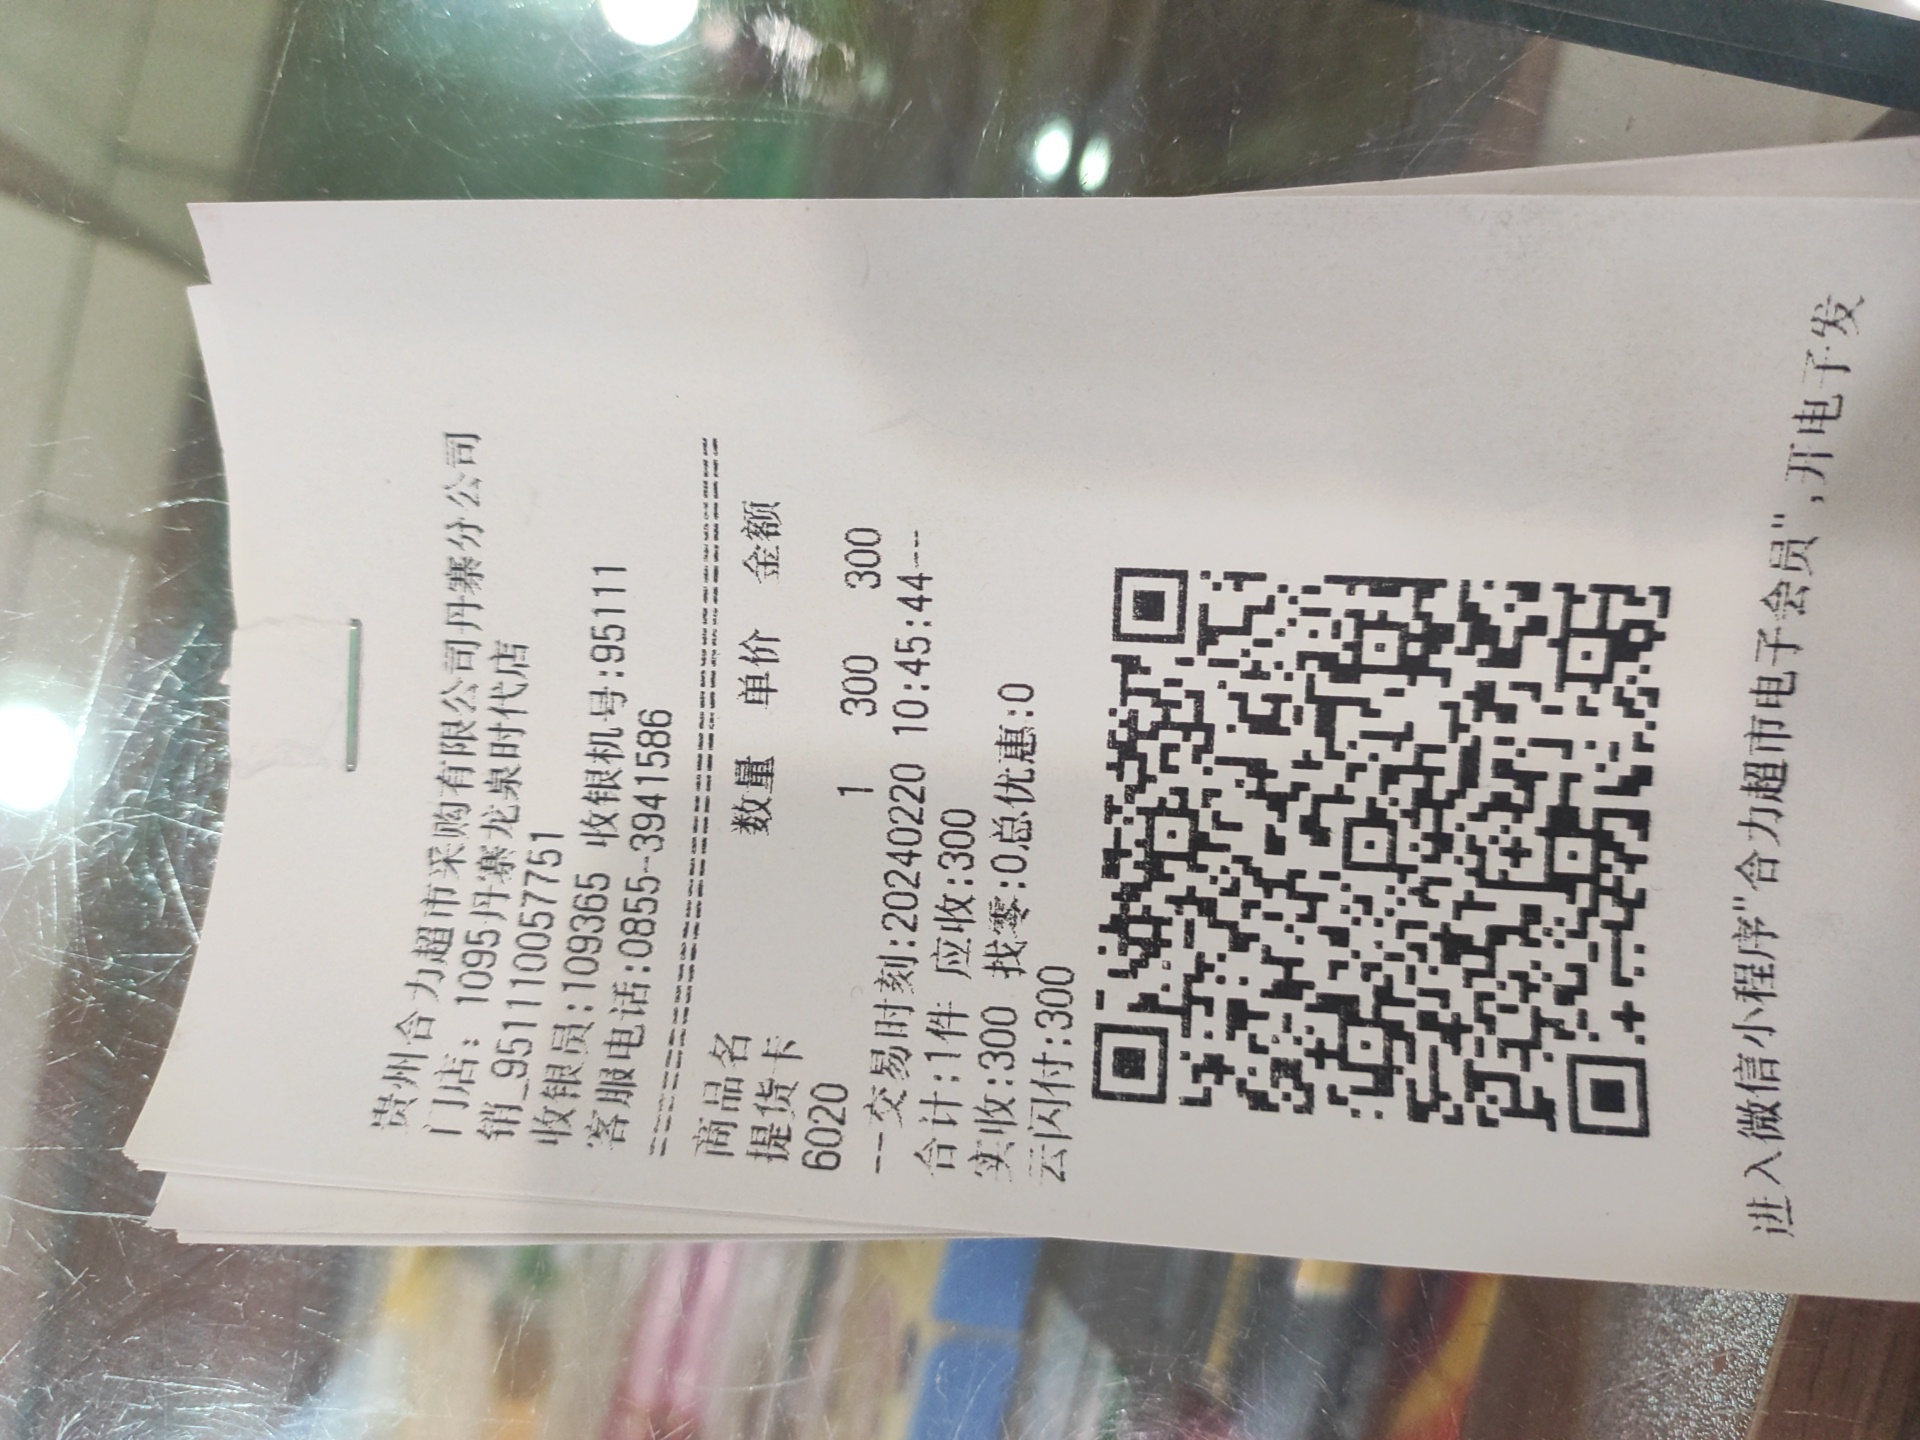 贵州合力超市采购有限公司丹寨分公司
门店: 1095丹寨龙泉时代店
销_9511110057751
收银员:109365 收银机号:95111
客服电话:0855-3941586
商品名 数量 单价 金额
提货卡
6020 1 300 300
--交易时刻:20240220 10:45:44--
合计:1件 应收:300
实收:300 找零:0总优惠:0
云闪付:300
进入微信小程序"合力超市电子会员",开电子发